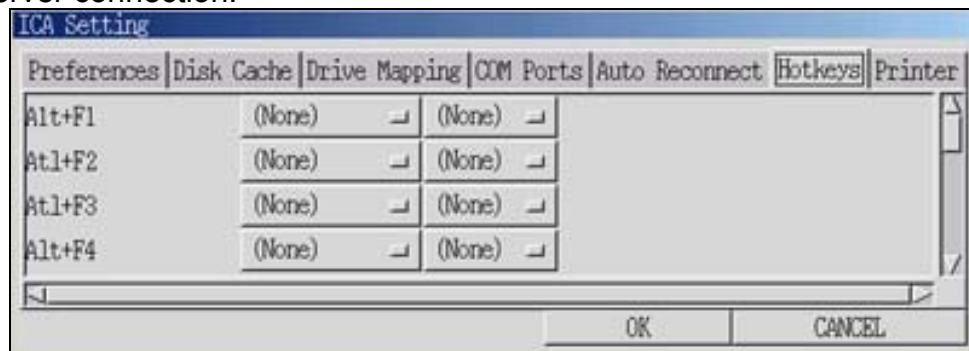 ICA Setting
Preferences Disk Cache Drive Mapping COM Ports Auto Reconnect Hotkeys Printer
Alt+F1 (None) (None)
Atl+F2 (None) (None)
Atl+F3 (None) (None)
Alt+F4 (None) (None)
OK CANCEL